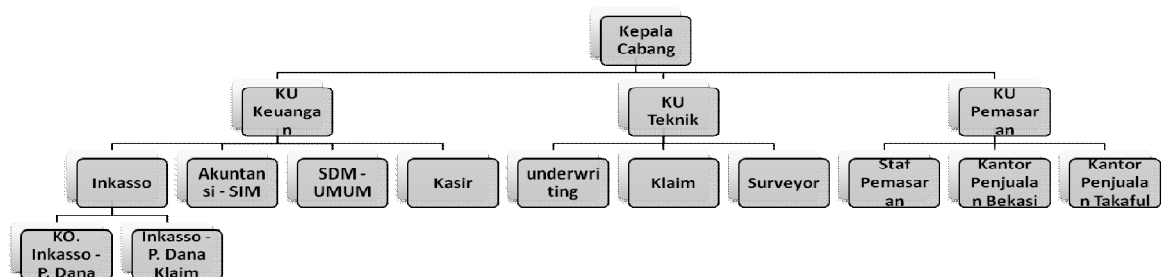 Kepala
Cabang
KU
Keuanga
n
KU
Teknik
KU
Pemasar
an
Inkasso
Akuntan
si - SIM
SDM -
UMUM
Kasir
underwri
ting
Klaim
Surveyor
Staf
Pemasar
an
Kantor
Penjuala
n Bekasi
Kantor
Penjuala
n Takaful
KO.
Inkasso -
P. Dana
Inkasso -
P. Dana
Klaim